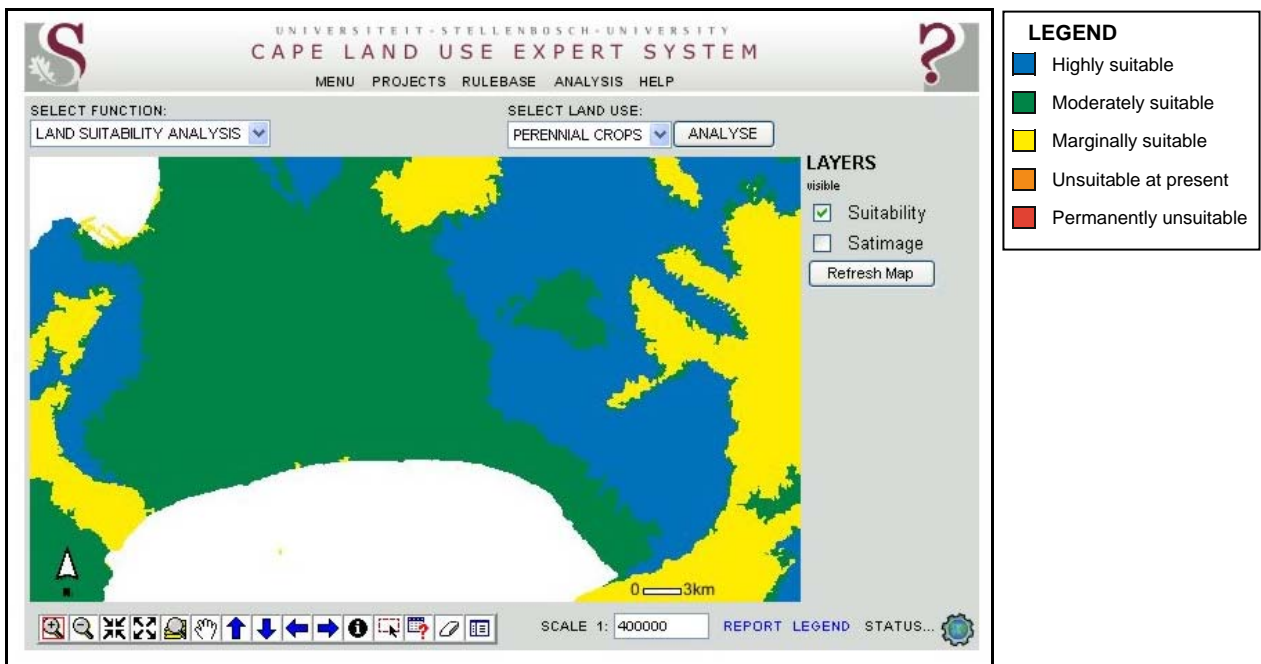 UNIVERSITEIT-STELLENBOSCH-UNIVERSITY
CAPE LAND USE EXPERT SYSTEM
MENU PROJECTS RULEBASE ANALYSIS HELP
SELECT FUNCTION:
LAND SUITABILITY ANALYSIS
SELECT LAND USE:
PERENNIAL CROPS
ANALYSE
LAYERS
visible
Suitability
Satimage
Refresh Map
N
0 3km
SCALE 1: 400000 REPORT LEGEND STATUS...
LEGEND
Highly suitable
Moderately suitable
Marginally suitable
Unsuitable at present
Permanently unsuitable